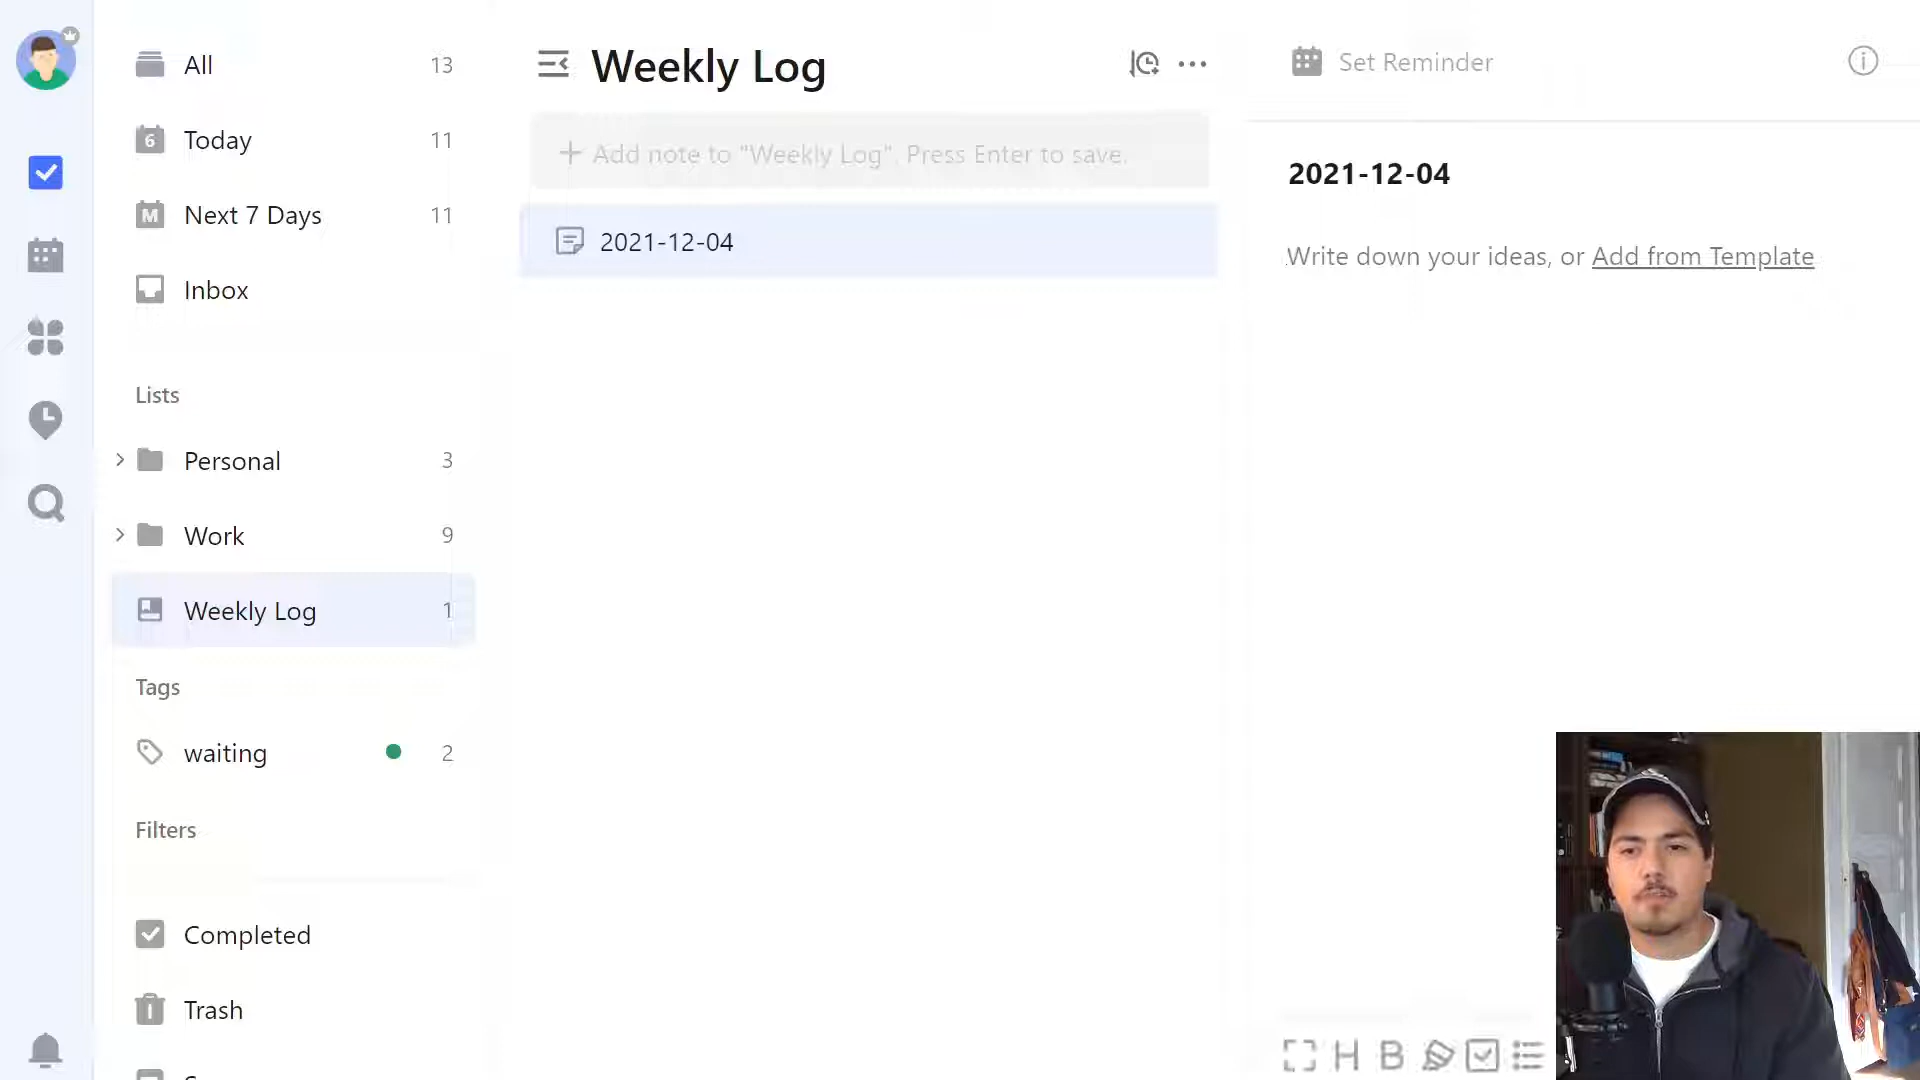 All 13
6 Today 11
M Next 7 Days 11
Inbox
Lists
Personal 3
Work 9
Weekly Log 1
Tags
waiting 2
Filters
Completed
Trash
Weekly Log
+ Add note to "Weekly Log". Press Enter to save.
2021-12-04
Set Reminder
2021-12-04
Write down your ideas, or Add from Template
H B